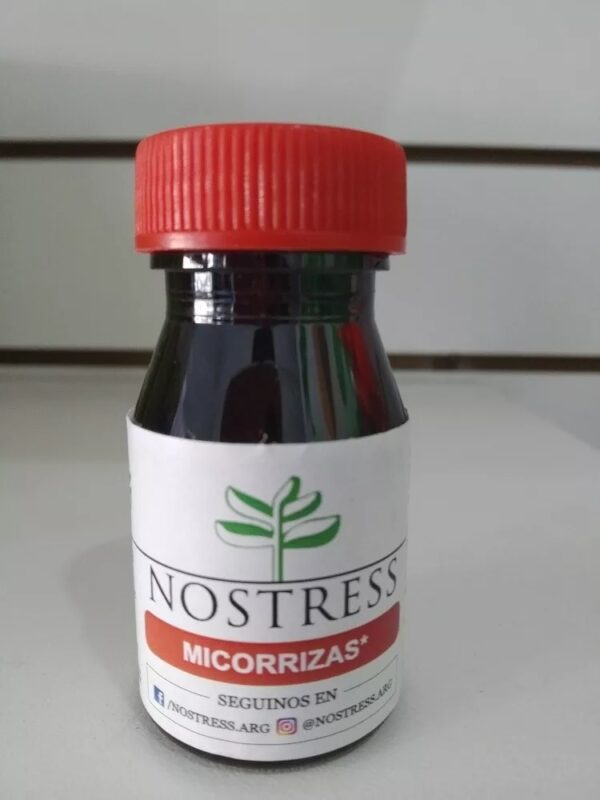 NOSTRESS
MICORRIZAS*
SEGUINOS EN
/NOSTRESS.ARG @NOSTRESS.ARG